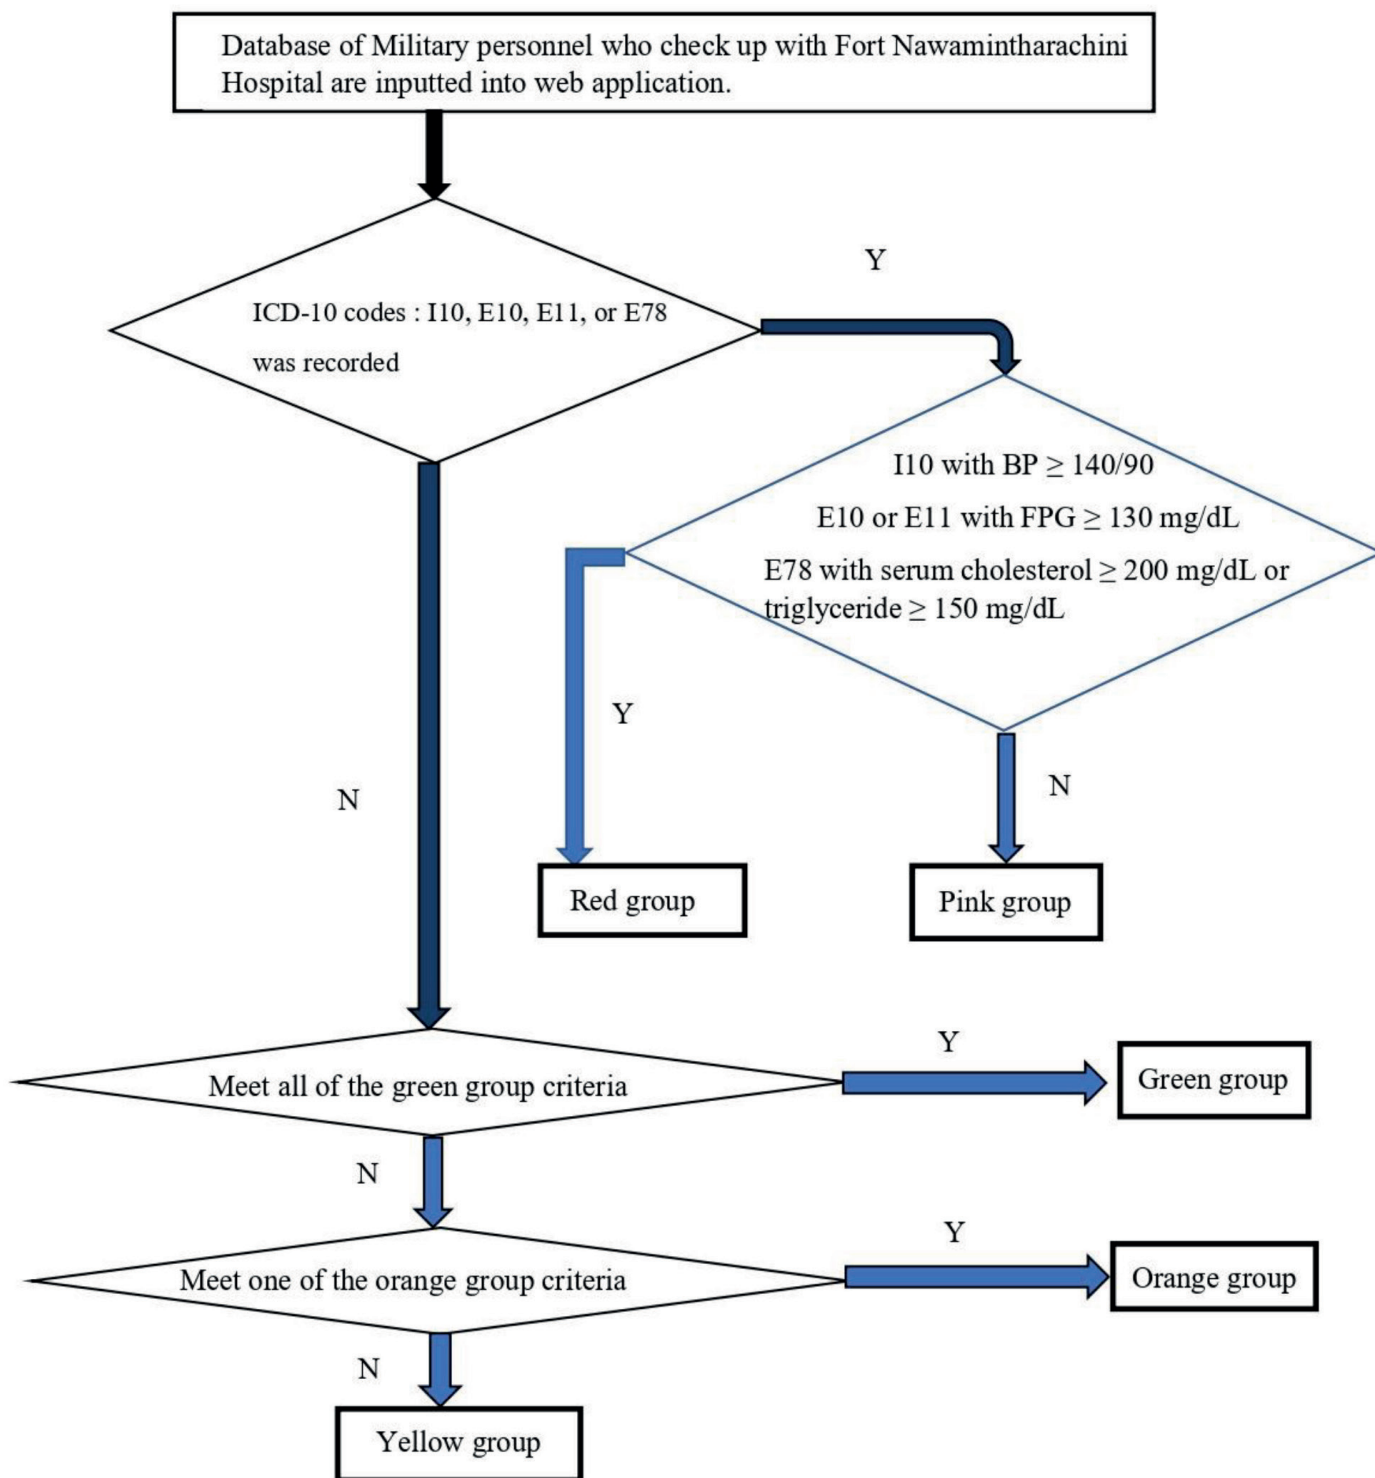 Database of Military personnel who check up with Fort Nawamintharachini
Hospital are inputted into web application.
Y
ICD-10 codes : I10, E10, E11, or E78
was recorded
I10 with BP ≥ 140/90
E10 or E11 with FPG ≥ 130 mg/dL
E78 with serum cholesterol ≥ 200 mg/dL or
triglyceride ≥ 150 mg/dL
Y
N
N
Red group
Pink group
Meet all of the green group criteria
Y
Green group
N
Meet one of the orange group criteria
Y
Orange group
N
Yellow group